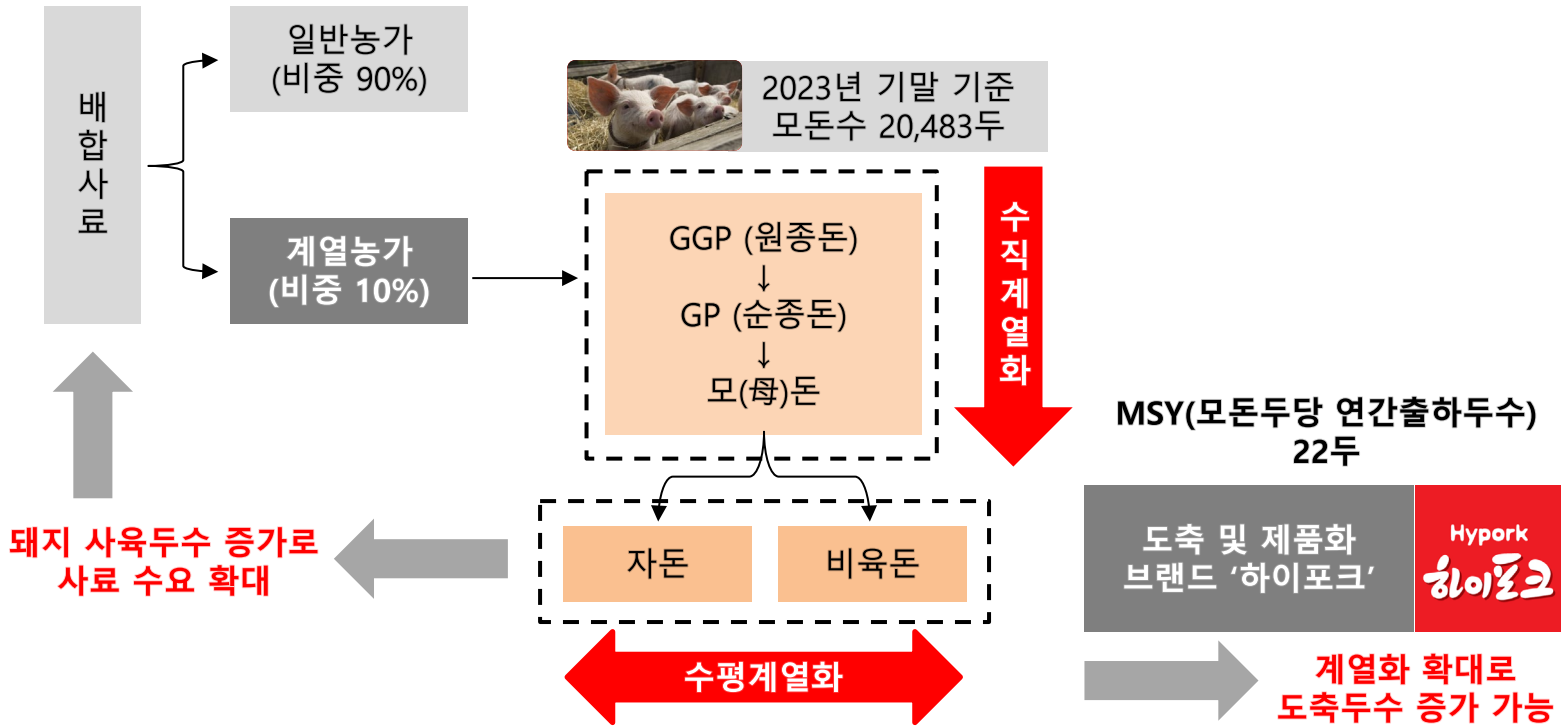 배
합
사
료
일반농가
(비중 90%)
계열농가
(비중 10%)
2023년 기말 기준
모돈수 20,483두
GGP (원종돈)
↓
GP (순종돈)
↓
모(母)돈
수
직
계
열
화
자돈
비육돈
수평계열화
돼지 사육두수 증가로
사료 수요 확대
MSY(모돈두당 연간출하두수)
22두
도축 및 제품화
브랜드 ‘하이포크’
Hypork
하이포크
계열화 확대로
도축두수 증가 가능